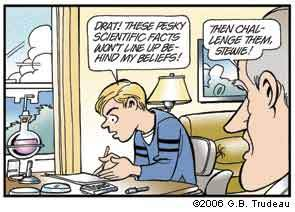 DRAT! THESE PESKY
SCIENTIFIC FACTS
WON'T LINE UP BE-
HIND MY BELIEFS!
THEN CHAL-
LENGE THEM,
STEWIE!
©2006 G.B. Trudeau